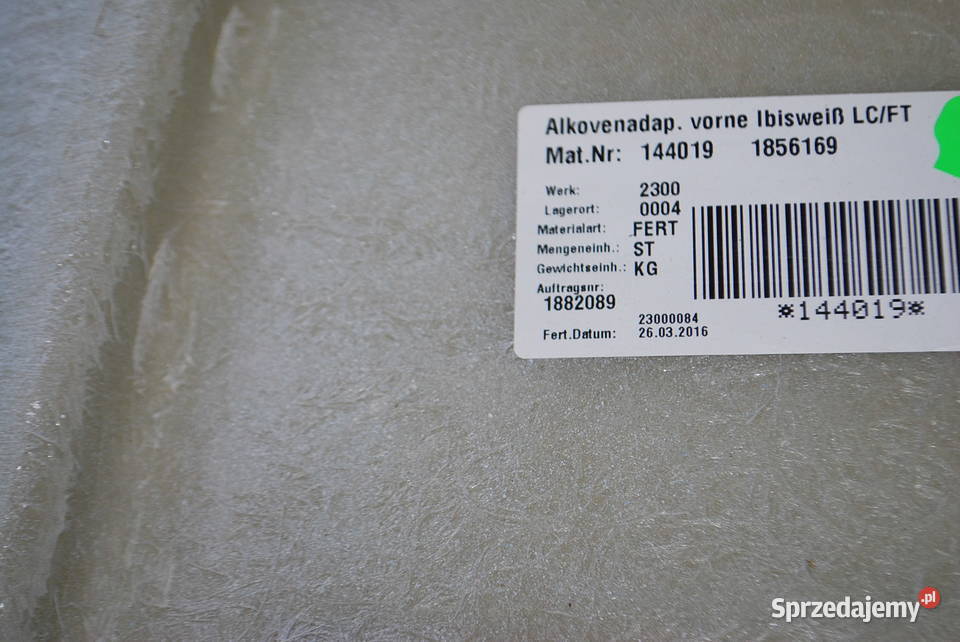 Alkovenadap. vorne Ibisweiß LC/FT
Mat.Nr: 144019 1856169
Werk: 2300
Lagerort: 0004
Materialart: FERT
Mengeneinh.: ST
Gewichtseinh.: KG
Auftragsnr:
1882089
*144019*
23000084
Fert.Datum: 26.03.2016
Sprzedajemy.pl